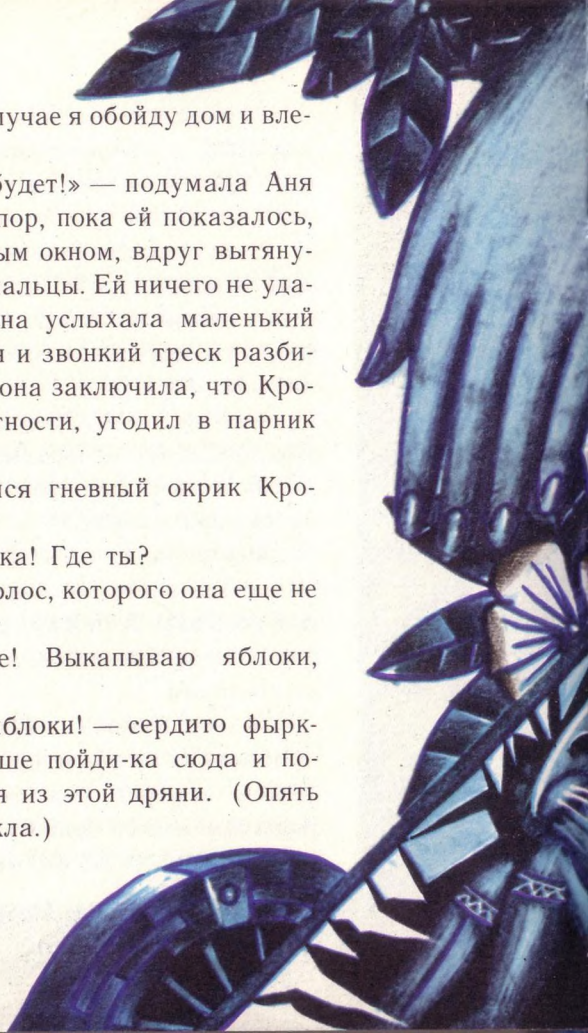 лучае я обойду дом и вле-
будет!» — подумала Аня
пор, пока ей показалось,
ым окном, вдруг вытяну-
альцы. Ей ничего не уда-
на услыхала маленький
я и звонкий треск разби-
она заключила, что Кро-
тности, угодил в парник
лся гневный окрик Кро-
ка! Где ты?
олос, которого она еще не
е! Выкапываю яблоки,
блоки! — сердито фырк-
ше пойди-ка сюда и по-
я из этой дряни. (Опять
кла.)